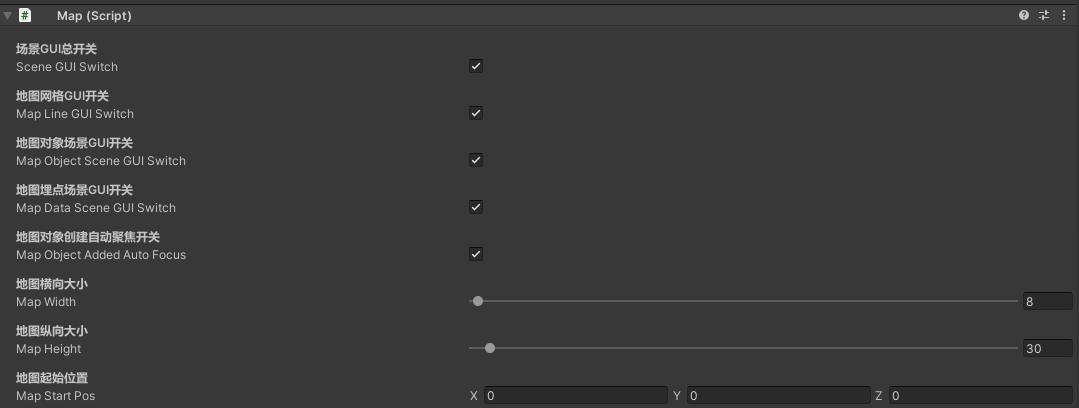 # Map (Script)
场景GUI总开关
Scene GUI Switch
地图网格GUI开关
Map Line GUI Switch
地图对象场景GUI开关
Map Object Scene GUI Switch
地图埋点场景GUI开关
Map Data Scene GUI Switch
地图对象创建自动聚焦开关
Map Object Added Auto Focus
地图横向大小
Map Width 8
地图纵向大小
Map Height 30
地图起始位置
Map Start Pos X 0 Y 0 Z 0